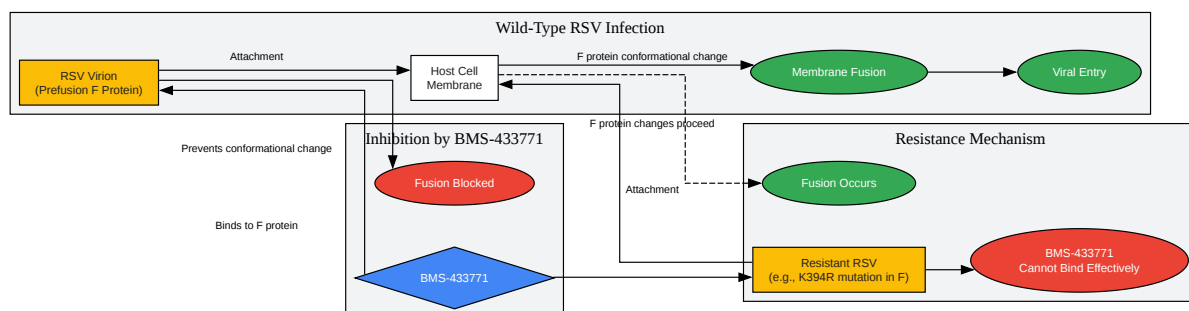 Wild-Type RSV Infection
RSV Virion
(Prefusion F Protein)
Attachment
Host Cell
Membrane
F protein conformational change
Membrane Fusion
Viral Entry
F protein changes proceed
Inhibition by BMS-433771
Prevents conformational change
Fusion Blocked
Binds to F protein
BMS-433771
Resistance Mechanism
Fusion Occurs
Attachment
Resistant RSV
(e.g., K394R mutation in F)
BMS-433771
Cannot Bind Effectively